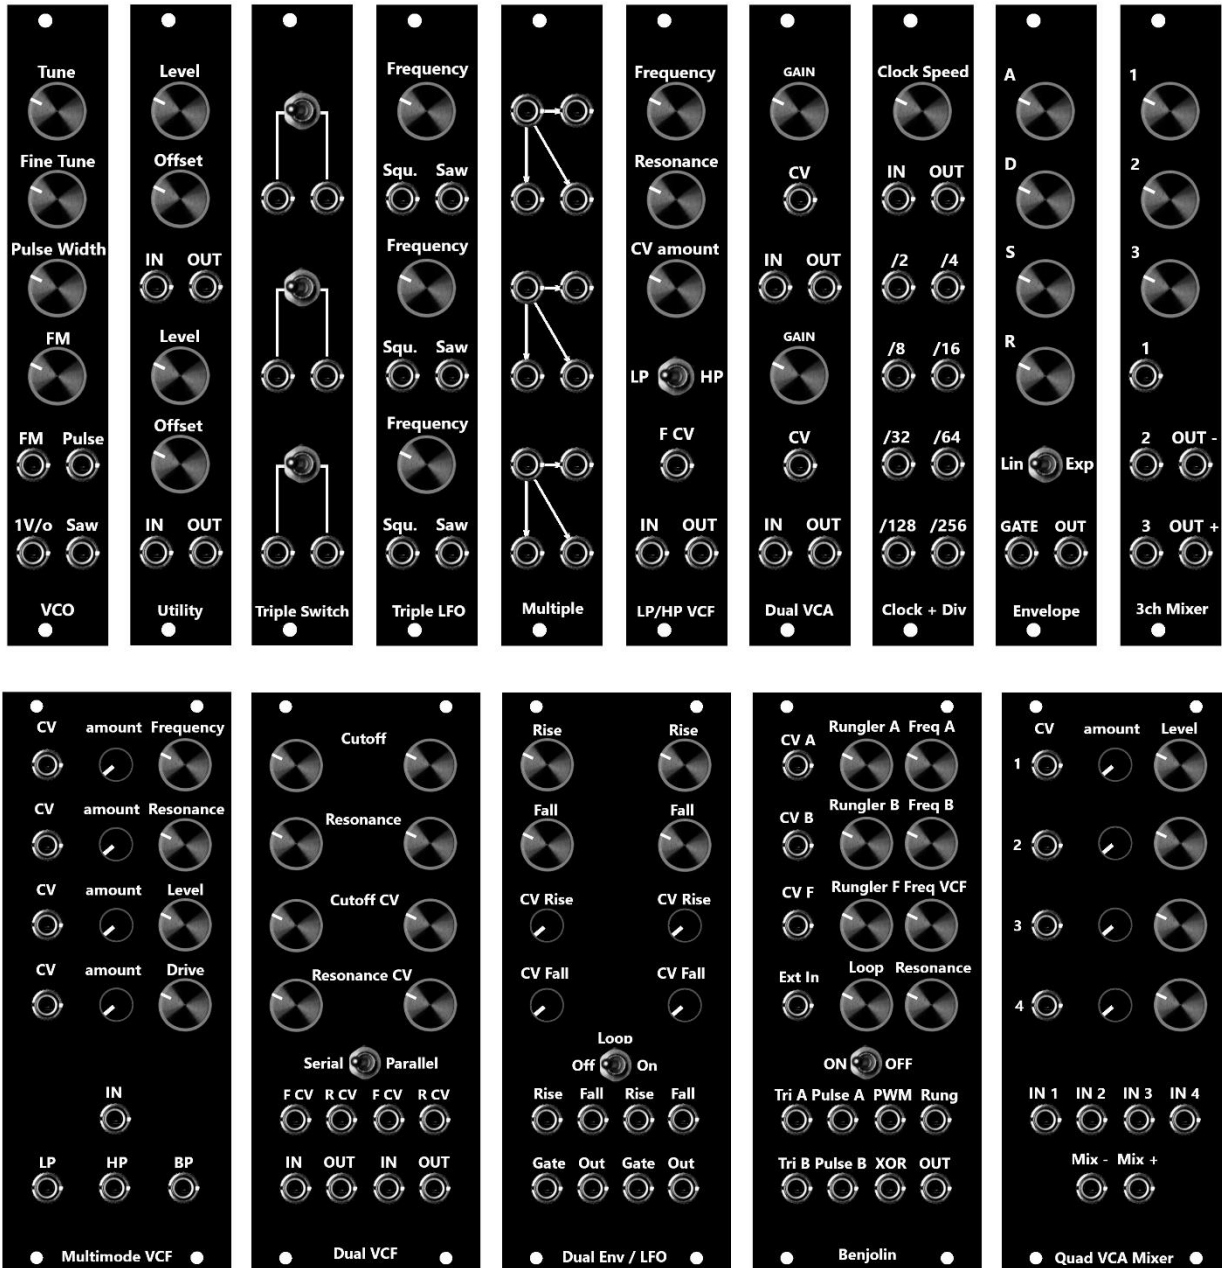 Tune
Fine Tune
Pulse Width
FM
FM Pulse
1V/o Saw
VCO
Level
Offset
IN OUT
Level
Offset
IN OUT
Utility
Triple Switch
Frequency
Squ. Saw
Frequency
Squ. Saw
Frequency
Squ. Saw
Triple LFO
Multiple
Frequency
Resonance
CV amount
LP HP
F CV
IN OUT
LP/HP VCF
GAIN
CV
IN OUT
GAIN
CV
IN OUT
Dual VCA
Clock Speed
IN OUT
/2 /4
/8 /16
/32 /64
/128 /256
Clock + Div
A
D
S
R
Lin Exp
GATE OUT
Envelope
1
2
3
1
2 OUT -
3 OUT +
3ch Mixer
CV amount Frequency
CV amount Resonance
CV amount Level
CV amount Drive
IN
LP HP BP
Multimode VCF
Cutoff
Resonance
Cutoff CV
Resonance CV
Serial Parallel
F CV R CV F CV R CV
IN OUT IN OUT
Dual VCF
Rise Rise
Fall Fall
CV Rise CV Rise
CV Fall CV Fall
Loop
Off On
Rise Fall Rise Fall
Gate Out Gate Out
Dual Env / LFO
CV A Rungler A Freq A
CV B Rungler B Freq B
CV F Rungler F Freq VCF
Ext In Loop Resonance
ON OFF
Tri A Pulse A PWM Rung
Tri B Pulse B XOR OUT
Benjolin
CV amount Level
1
2
3
4
IN 1 IN 2 IN 3 IN 4
Mix - Mix +
Quad VCA Mixer